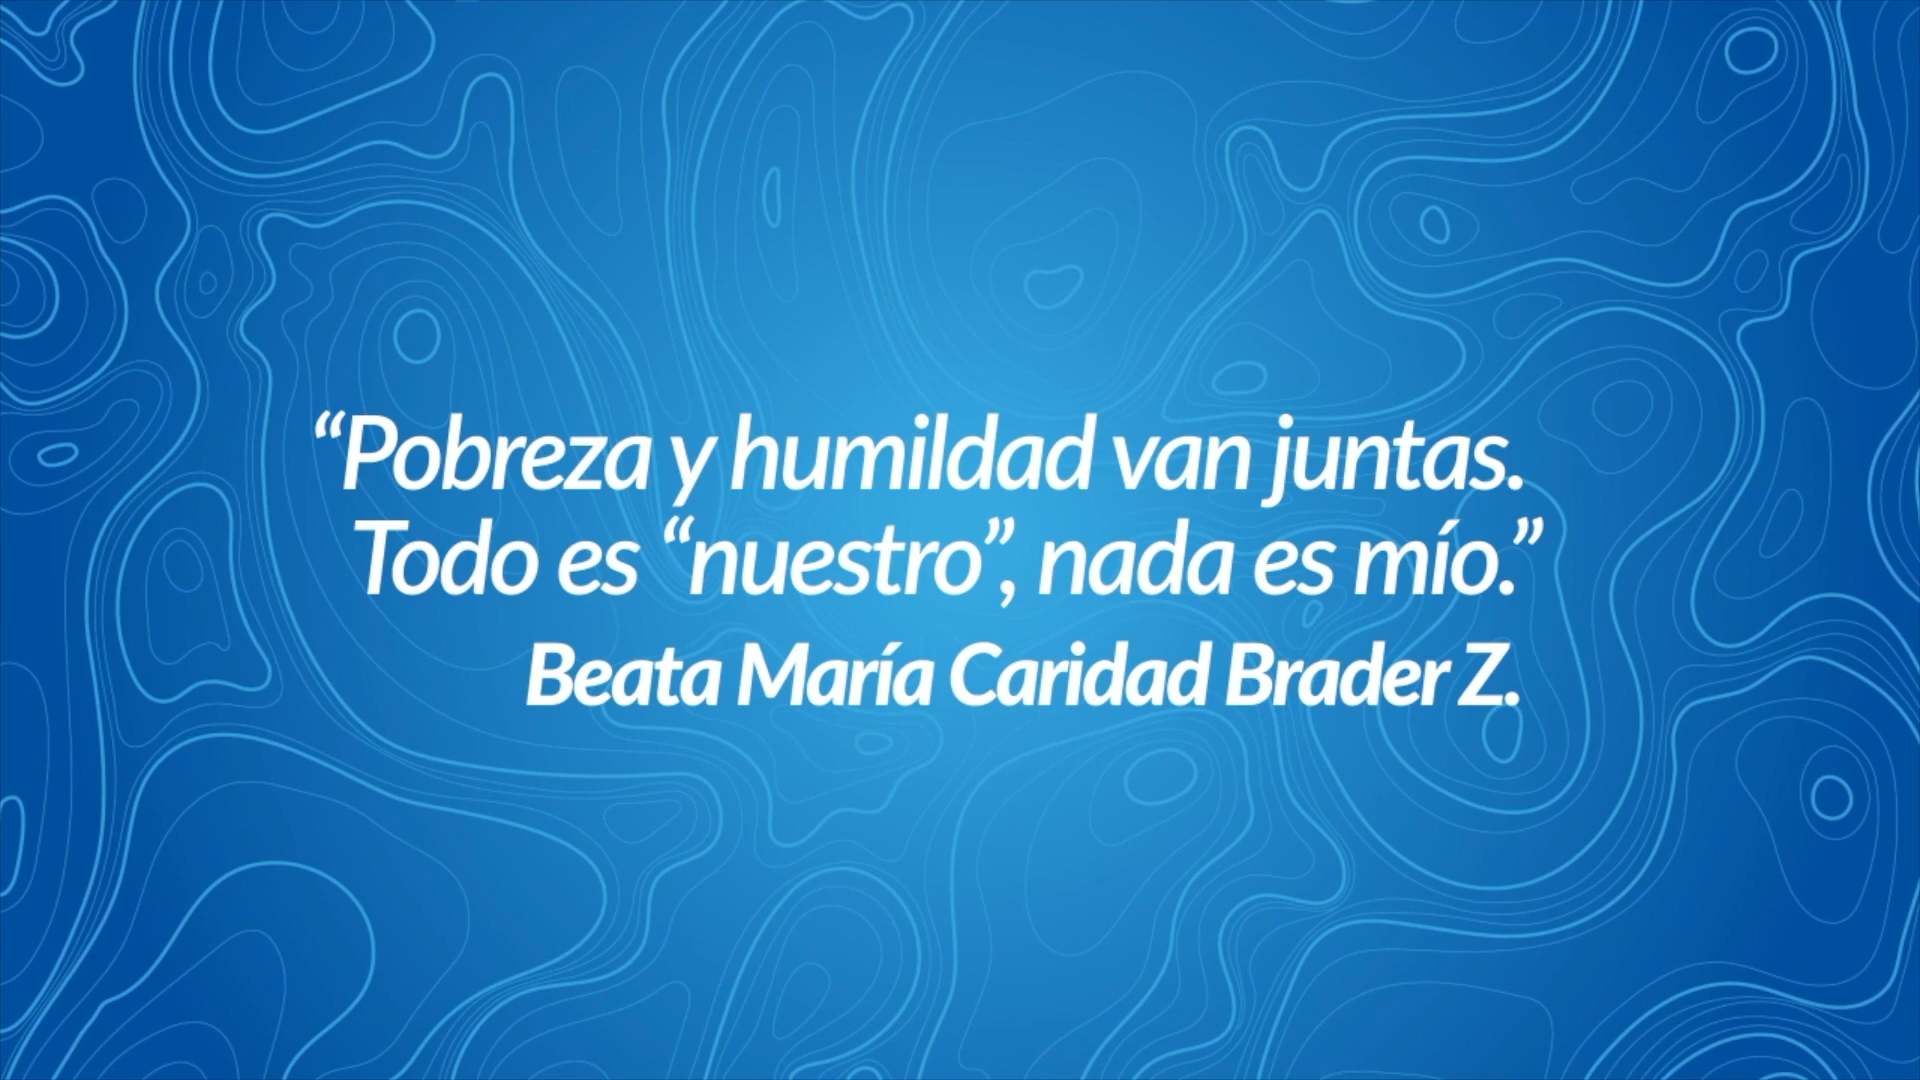 “Pobreza y humildad van juntas.
Todo es “nuestro”, nada es mío.”
Beata María Caridad Brader Z.